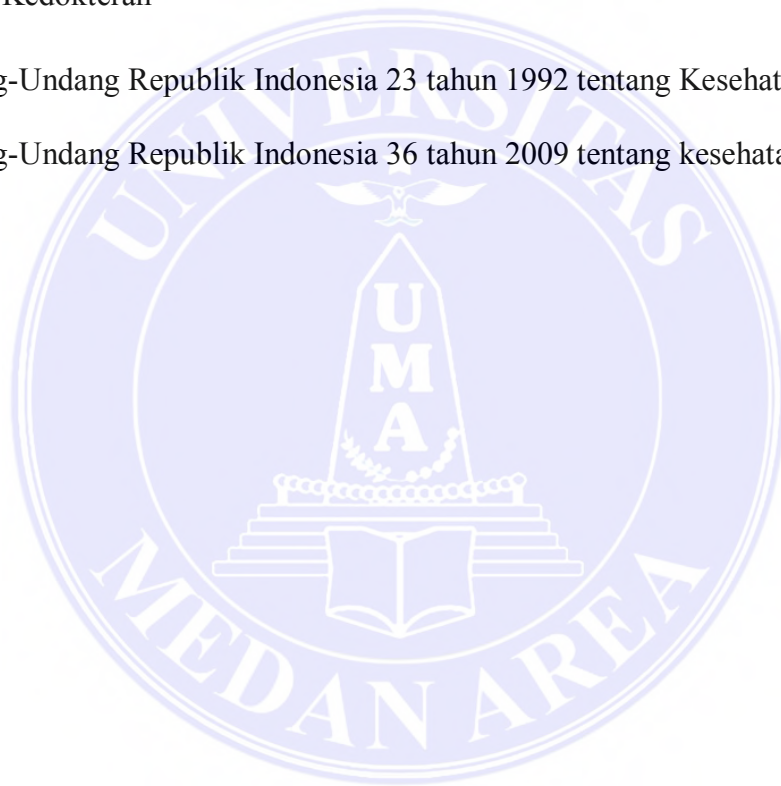 Kedokteran
g-Undang Republik Indonesia 23 tahun 1992 tentang Kesehat
g-Undang Republik Indonesia 36 tahun 2009 tentang kesehata
UNIVERSITAS
UMA
MEDAN AREA